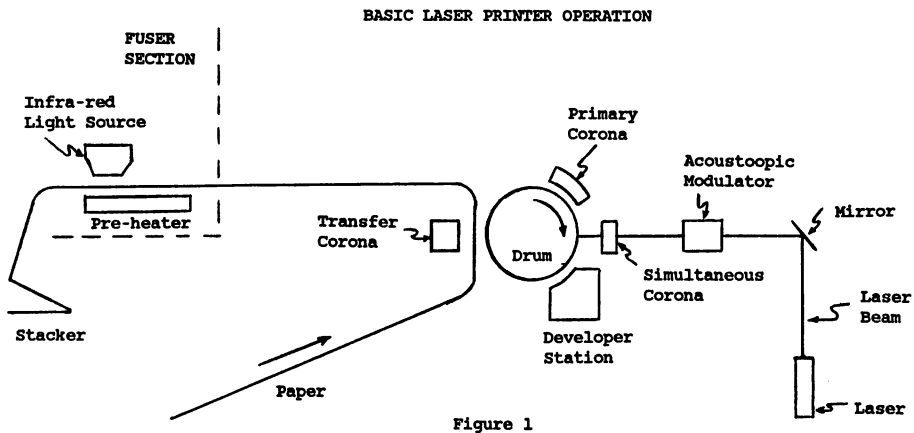 BASIC LASER PRINTER OPERATION
FUSER
SECTION
Infra-red
Light Source
Primary
Corona
Acoustoopic
Modulator
Mirror
Pre-heater
Transfer
Corona
Drum
Simultaneous
Corona
Laser
Beam
Stacker
Developer
Station
Paper
Laser
Figure 1